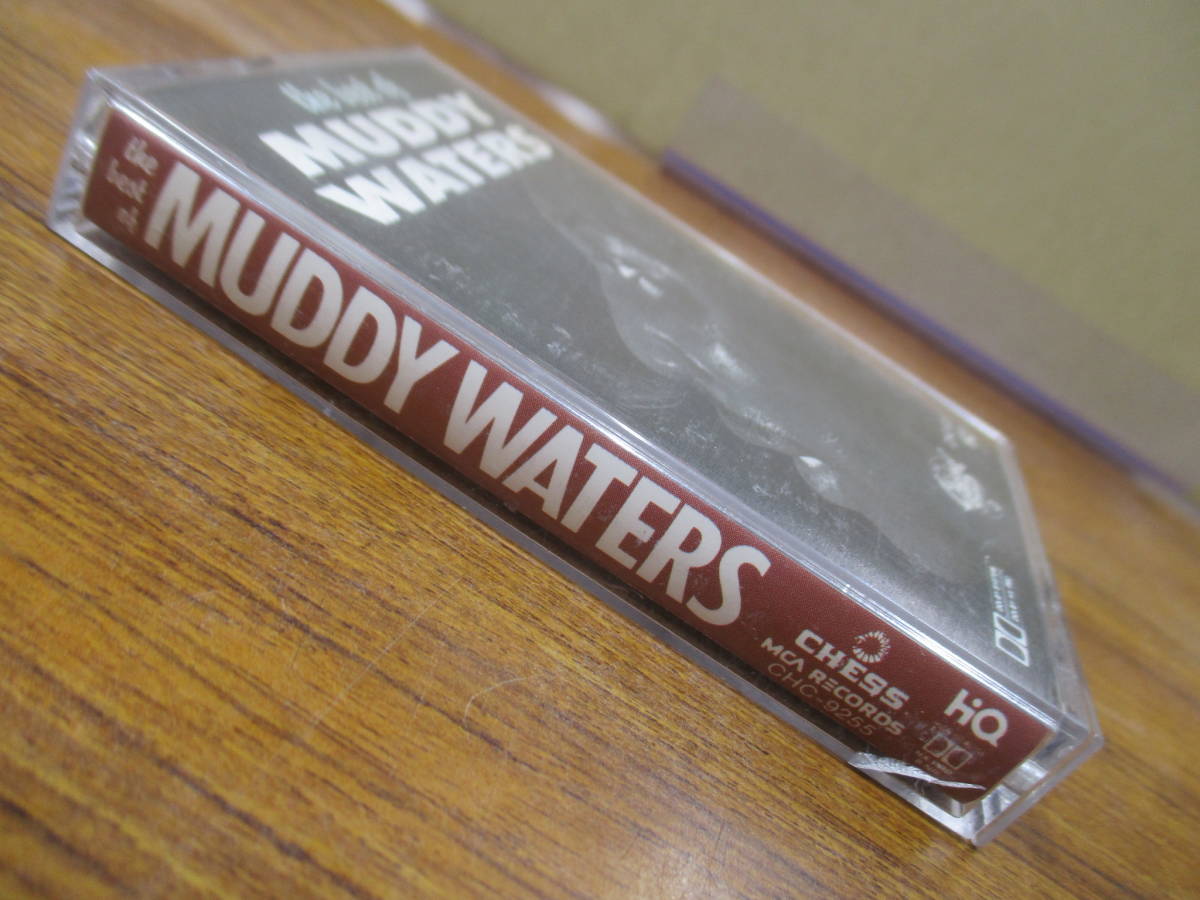 the best of
MUDDY
WATERS
the
best of
MUDDY WATERS
CHESS
MCA RECORDS
CHC-9255
HiQ